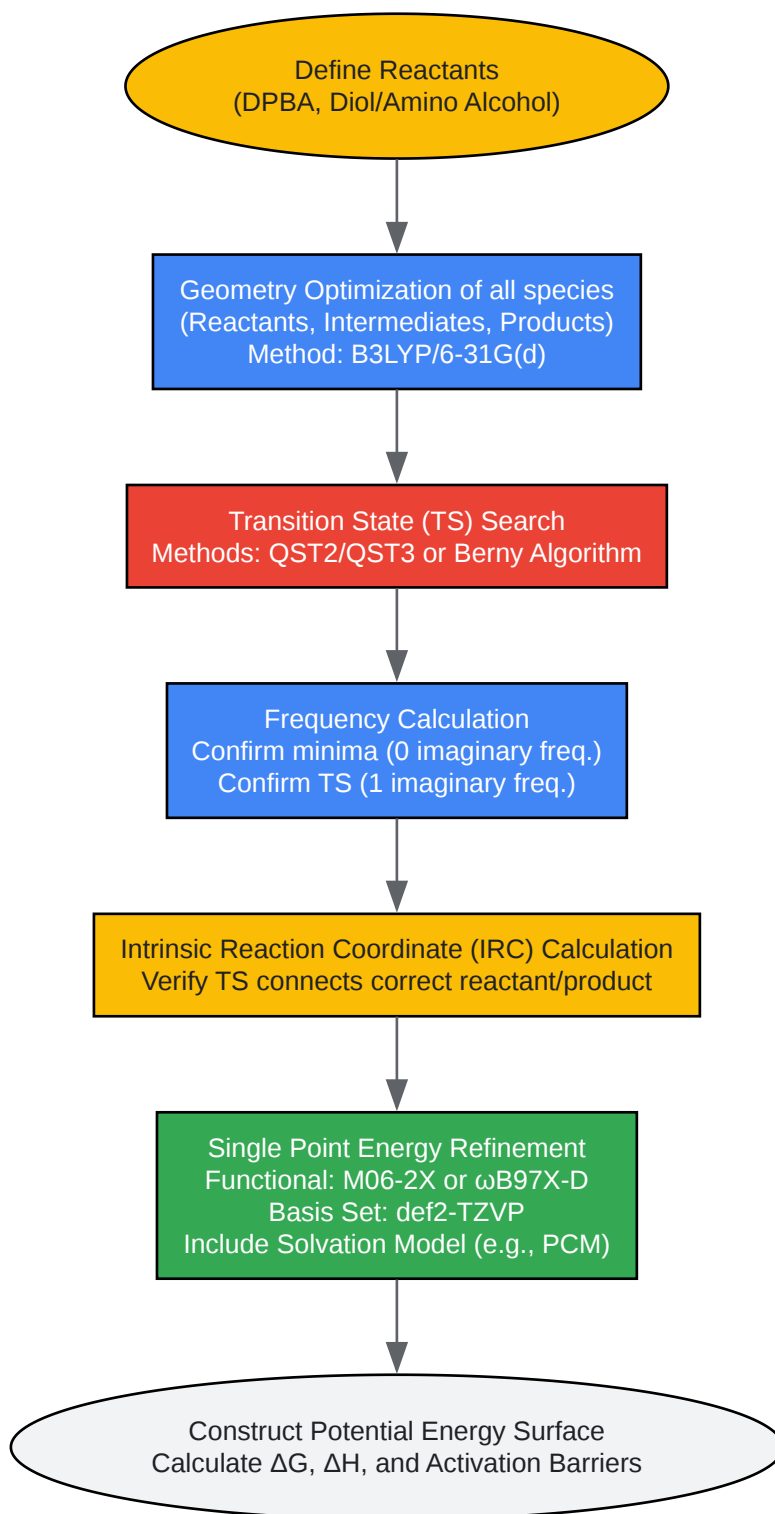 Define Reactants
(DPBA, Diol/Amino Alcohol)
Geometry Optimization of all species
(Reactants, Intermediates, Products)
Method: B3LYP/6-31G(d)
Transition State (TS) Search
Methods: QST2/QST3 or Berny Algorithm
Frequency Calculation
Confirm minima (0 imaginary freq.)
Confirm TS (1 imaginary freq.)
Intrinsic Reaction Coordinate (IRC) Calculation
Verify TS connects correct reactant/product
Single Point Energy Refinement
Functional: M06-2X or ωB97X-D
Basis Set: def2-TZVP
Include Solvation Model (e.g., PCM)
Construct Potential Energy Surface
Calculate ΔG, ΔH, and Activation Barriers